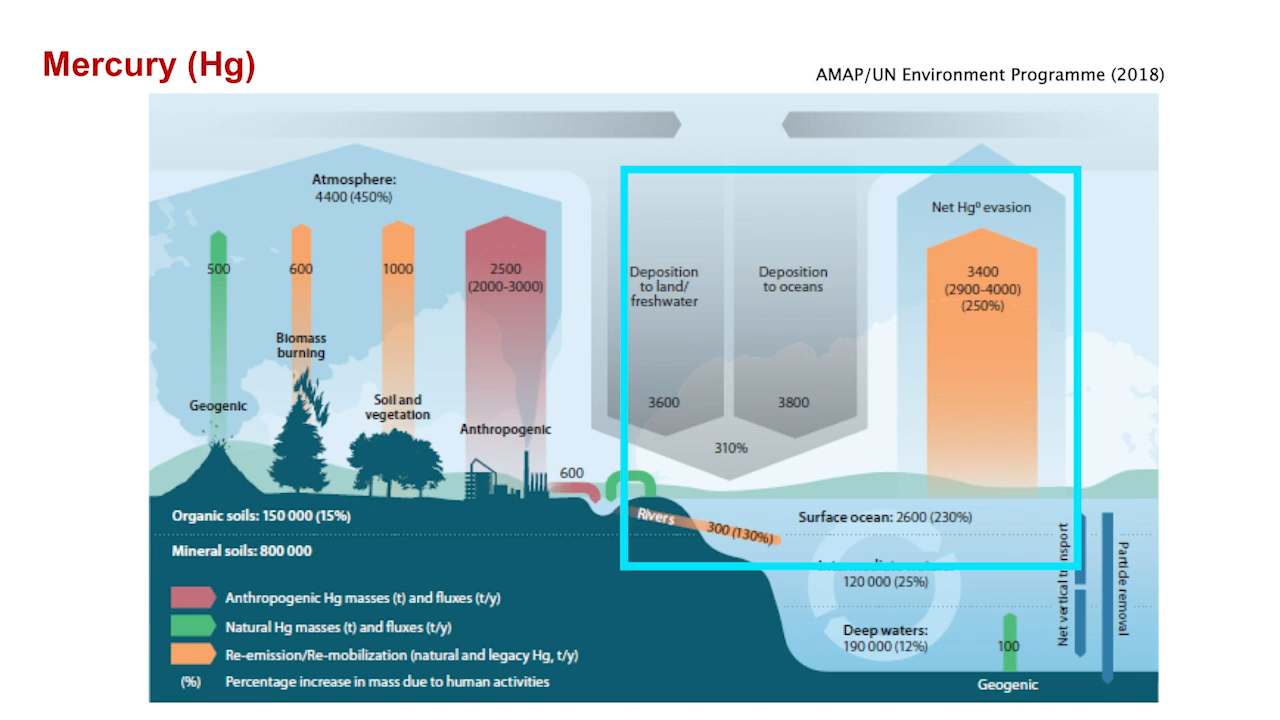 Mercury (Hg)
AMAP/UN Environment Programme (2018)
Atmosphere:
4400 (450%)
500
600
1000
2500
(2000-3000)
Biomass
burning
Geogenic
Soil and
vegetation
Anthropogenic
600
Deposition
to land/
freshwater
3600
Deposition
to oceans
3800
310%
Net Hg⁰ evasion
3400
(2900-4000)
(250%)
Organic soils: 150 000 (15%)
Mineral soils: 800 000
Rivers
300 (130%)
Surface ocean: 2600 (230%)
120 000 (25%)
Deep waters:
190 000 (12%)
100
Geogenic
Net vertical transport
Particle removal
Anthropogenic Hg masses (t) and fluxes (t/y)
Natural Hg masses (t) and fluxes (t/y)
Re-emission/Re-mobilization (natural and legacy Hg, t/y)
(%) Percentage increase in mass due to human activities